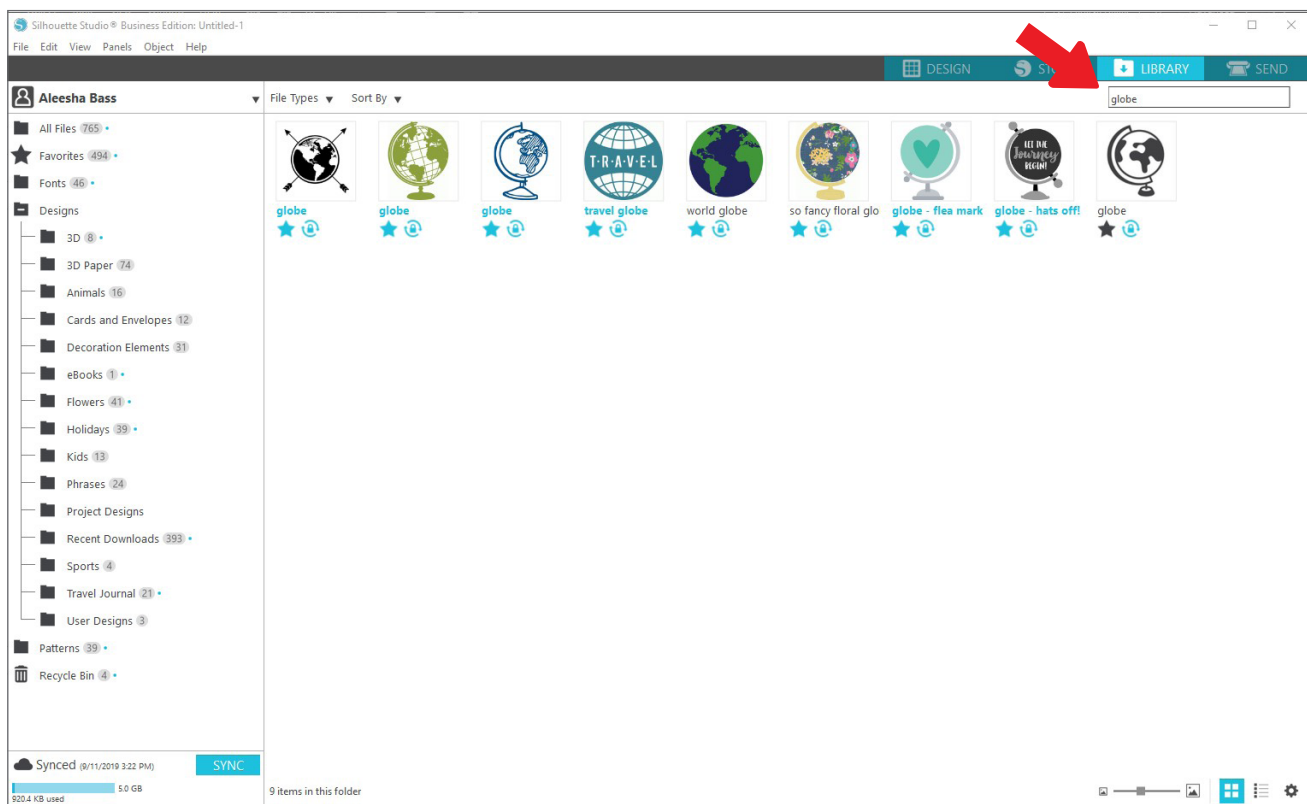 Silhouette Studio® Business Edition: Untitled-1
File Edit View Panels Object Help
DESIGN LIBRARY SEND
Aleesha Bass
File Types Sort By
globe
All Files 765
Favorites 494
Fonts 46
Designs
3D 8
3D Paper 74
Animals 16
Cards and Envelopes 12
Decoration Elements 31
eBooks 1
Flowers 41
Holidays 39
Kids 13
Phrases 24
Project Designs
Recent Downloads 393
Sports 4
Travel Journal 21
User Designs 3
Patterns 39
Recycle Bin 4
T·R·A·V·E·L
LET THE
Journey
BEGIN!
globe globe globe travel globe world globe so fancy floral glo globe - flea mark globe - hats off! globe
Synced (9/11/2019 3:22 PM) SYNC
5.0 GB
920.4 KB used
9 items in this folder